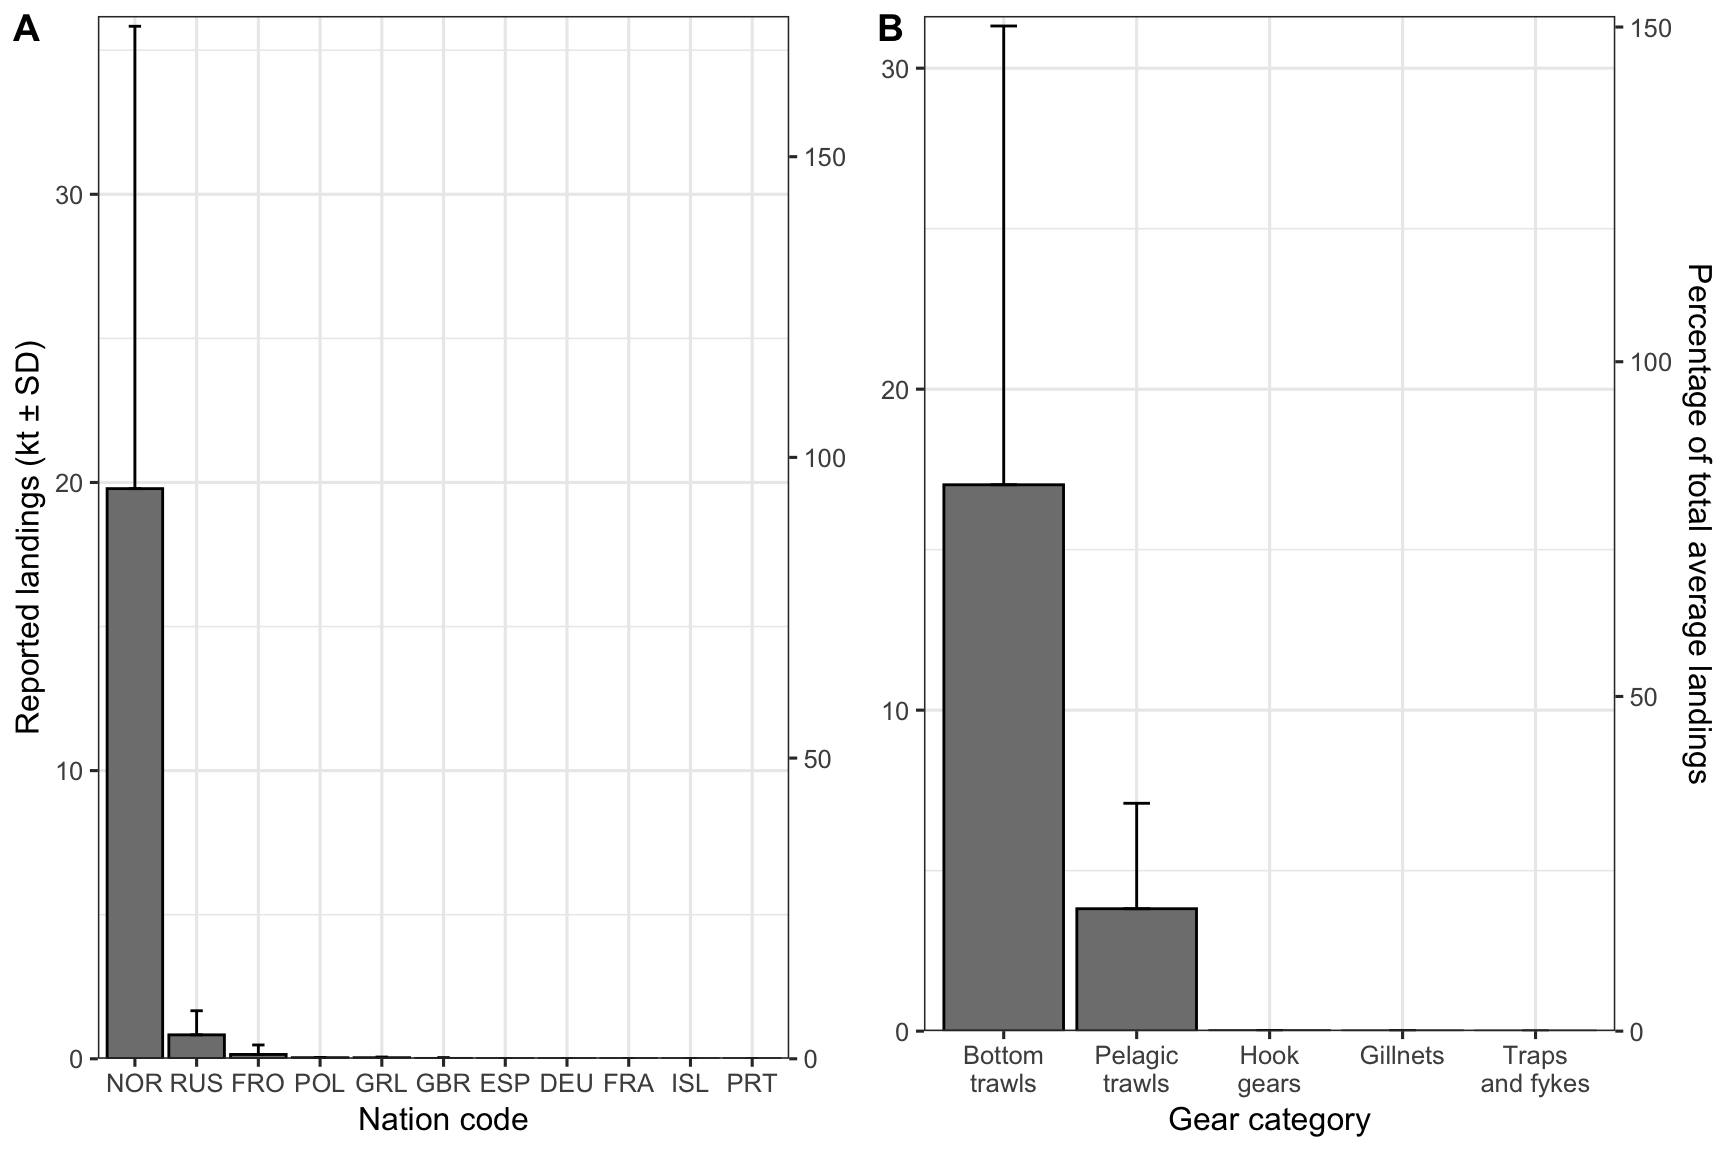 A
Reported landings (kt ± SD)
30
20
10
0
150
100
50
0
NOR RUS FRO POL GRL GBR ESP DEU FRA ISL PRT
Nation code
B
30
20
10
0
150
100
50
0
Percentage of total average landings
Bottom trawls
Pelagic trawls
Hook gears
Gillnets
Traps and fykes
Gear category